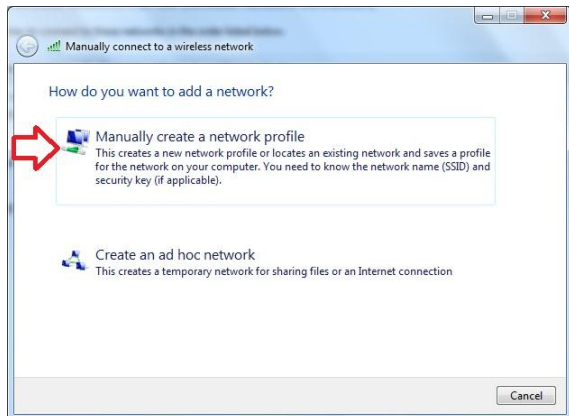 Manually connect to a wireless network
How do you want to add a network?
Manually create a network profile
This creates a new network profile or locates an existing network and saves a profile
for the network on your computer. You need to know the network name (SSID) and
security key (if applicable).
Create an ad hoc network
This creates a temporary network for sharing files or an Internet connection
Cancel